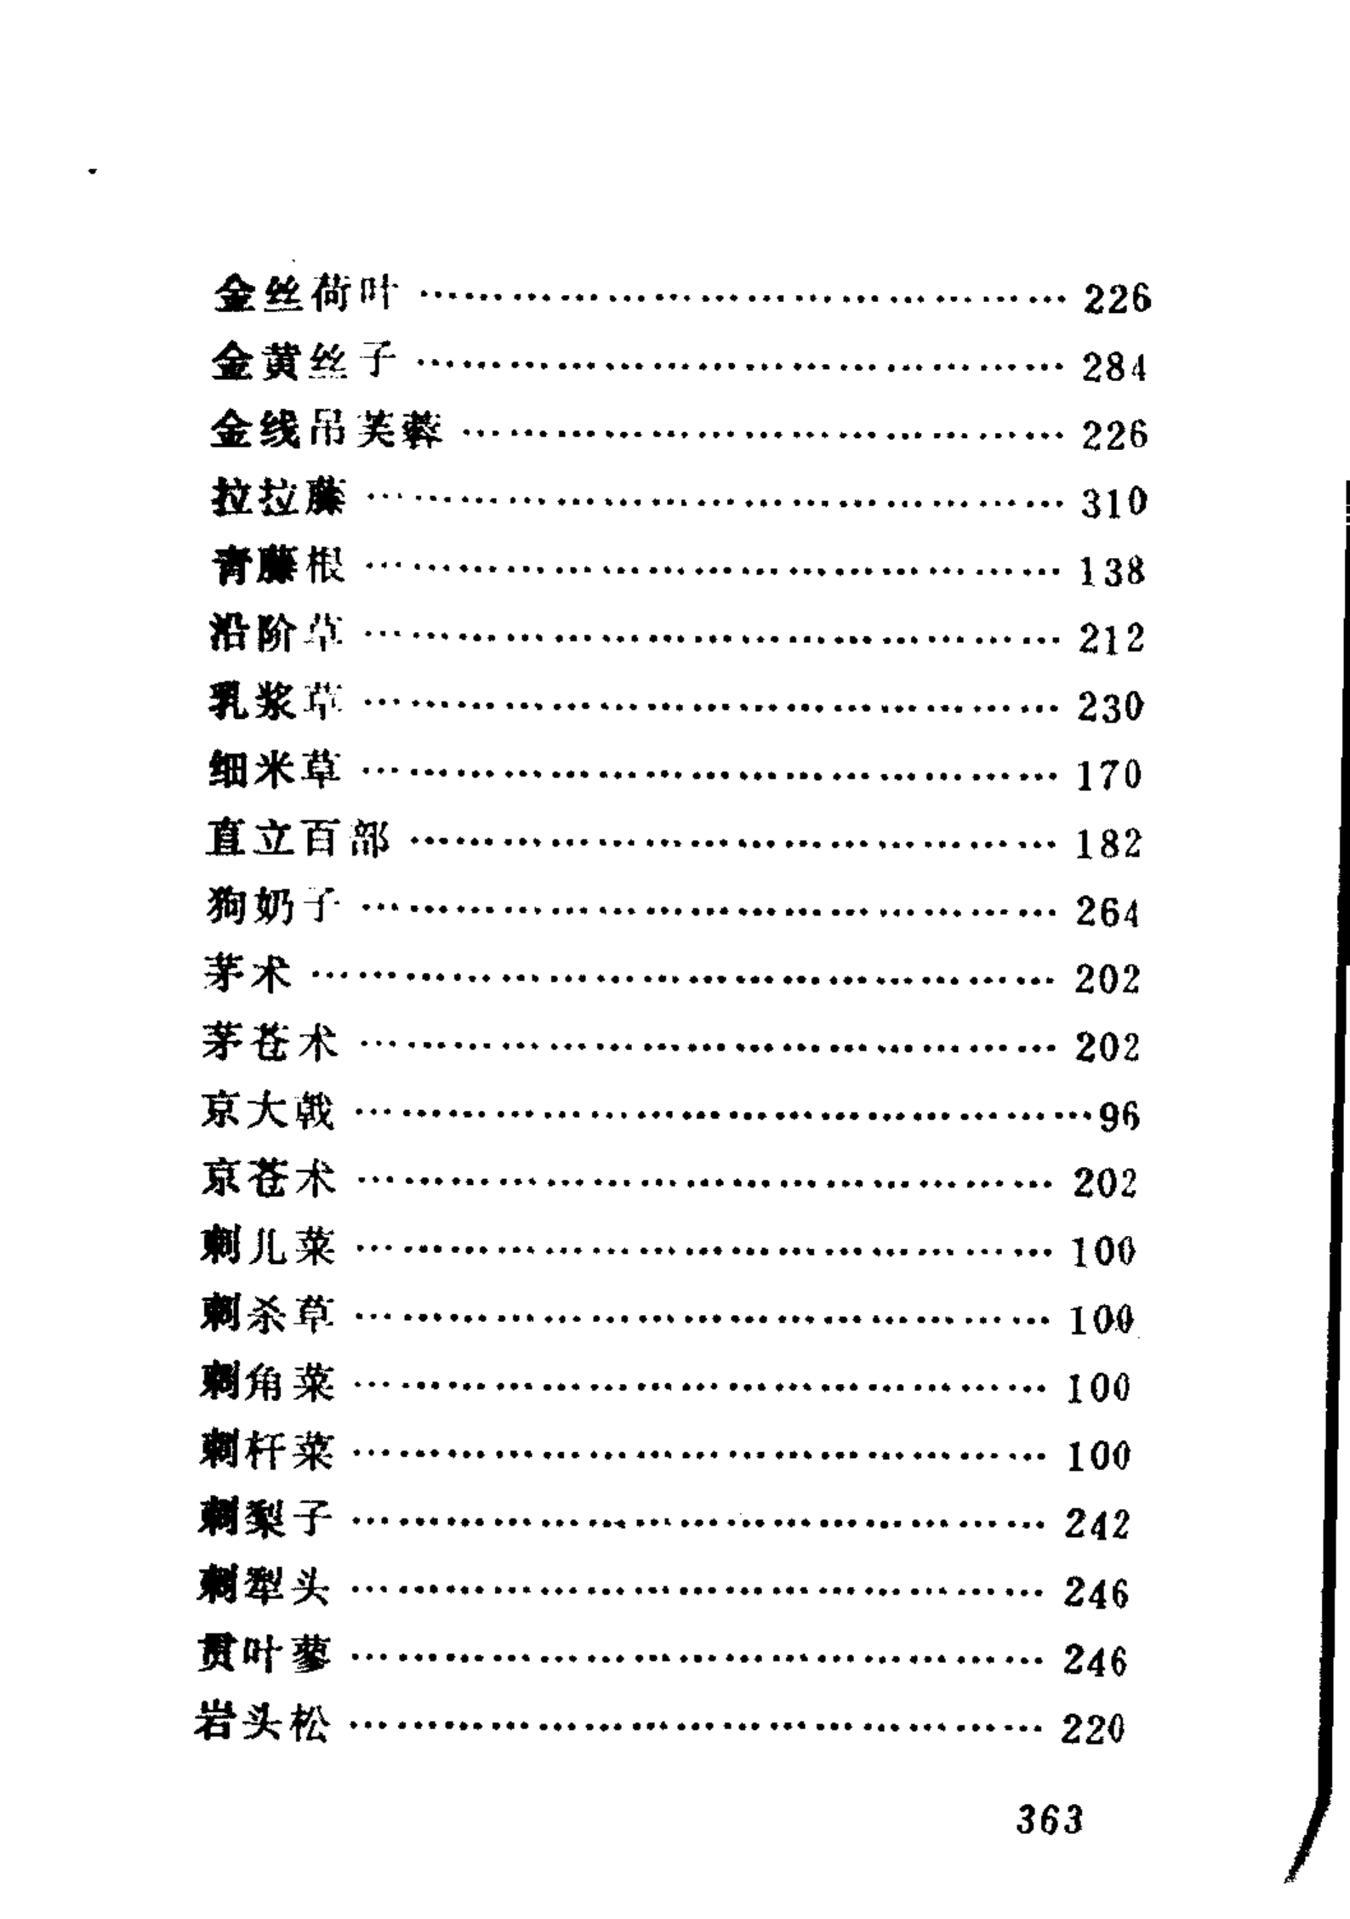 金丝荷叶 …… 226
金黄丝子 …… 284
金线吊芙蓉 …… 226
拉拉藤 …… 310
青藤根 …… 138
沿阶草 …… 212
乳浆草 …… 230
细米草 …… 170
直立百部 …… 182
狗奶子 …… 264
茅术 …… 202
茅苍术 …… 202
京大戟 …… 96
京苍术 …… 202
刺儿菜 …… 100
刺杀草 …… 100
刺角菜 …… 100
刺杆菜 …… 100
刺梨子 …… 242
刺犁头 …… 246
贯叶蓼 …… 246
岩头松 …… 220
363